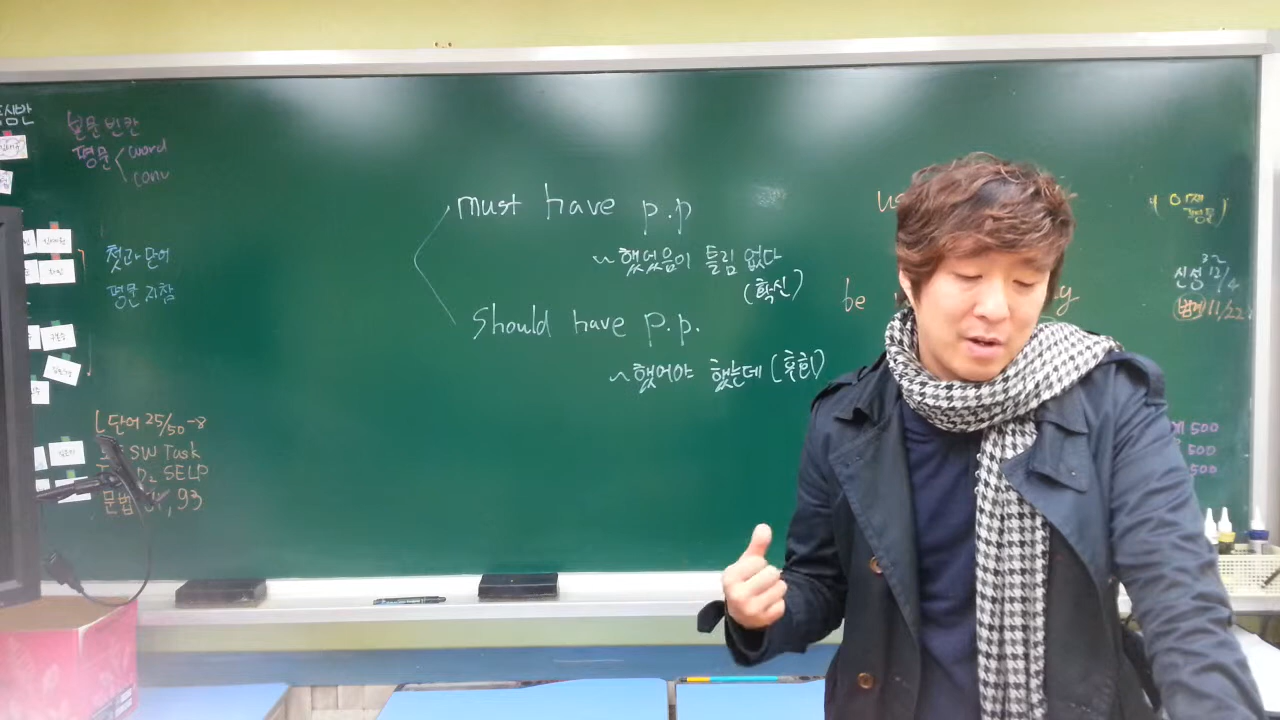 본문 빈칸
평문 word
conv
첫과 단어
평문 지참
단어 25/50 -8
SW Task
SELP
문법 93
must have p.p
~했었음이 틀림 없다
(확신)
should have p.p.
~했어야 했는데 (후회)
us
be
y
신성 12/4
11/22
500
500
500